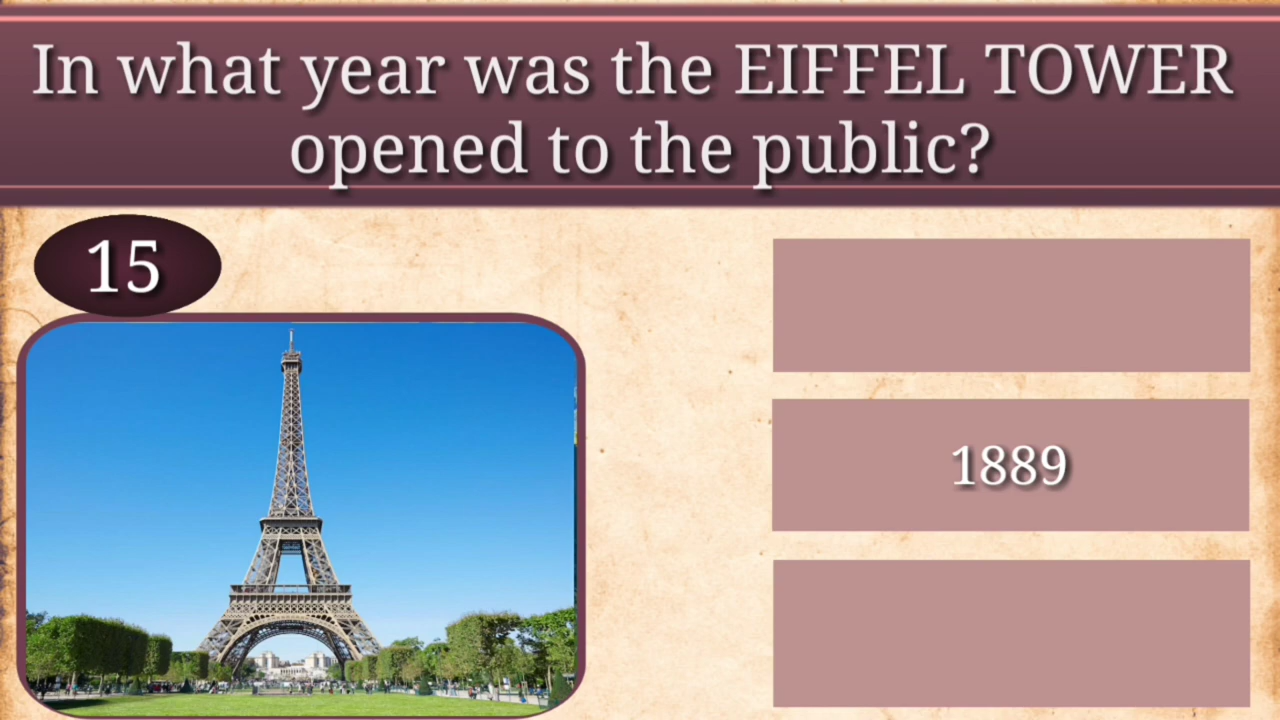 In what year was the EIFFEL TOWER
opened to the public?
15
1889